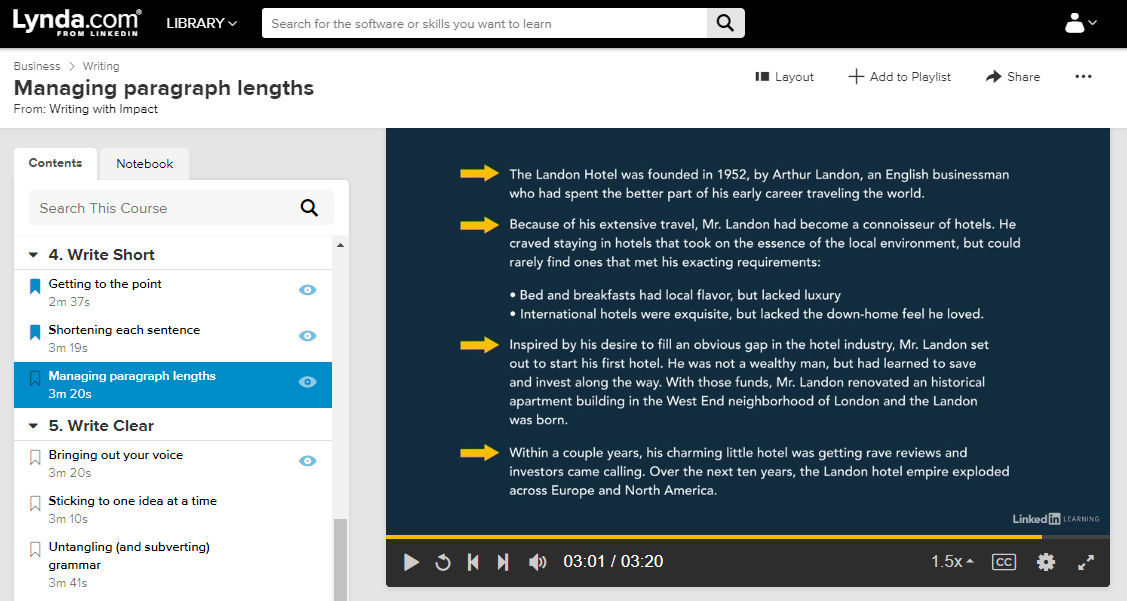 Lynda.com®
FROM LINKEDIN
LIBRARY
Search for the software or skills you want to learn
Business > Writing
Managing paragraph lengths
From: Writing with Impact
Layout
Add to Playlist
Share
Contents
Notebook
Search This Course
4. Write Short
Getting to the point
2m 37s
Shortening each sentence
3m 19s
Managing paragraph lengths
3m 20s
5. Write Clear
Bringing out your voice
3m 20s
Sticking to one idea at a time
3m 10s
Untangling (and subverting)
grammar
3m 41s
The Landon Hotel was founded in 1952, by Arthur Landon, an English businessman
who had spent the better part of his early career traveling the world.
Because of his extensive travel, Mr. Landon had become a connoisseur of hotels. He
craved staying in hotels that took on the essence of the local environment, but could
rarely find ones that met his exacting requirements:
• Bed and breakfasts had local flavor, but lacked luxury
• International hotels were exquisite, but lacked the down-home feel he loved.
Inspired by his desire to fill an obvious gap in the hotel industry, Mr. Landon set
out to start his first hotel. He was not a wealthy man, but had learned to save
and invest along the way. With those funds, Mr. Landon renovated an historical
apartment building in the West End neighborhood of London and the Landon
was born.
Within a couple years, his charming little hotel was getting rave reviews and
investors came calling. Over the next ten years, the Landon hotel empire exploded
across Europe and North America.
Linked in LEARNING
03:01 / 03:20
1.5x
CC